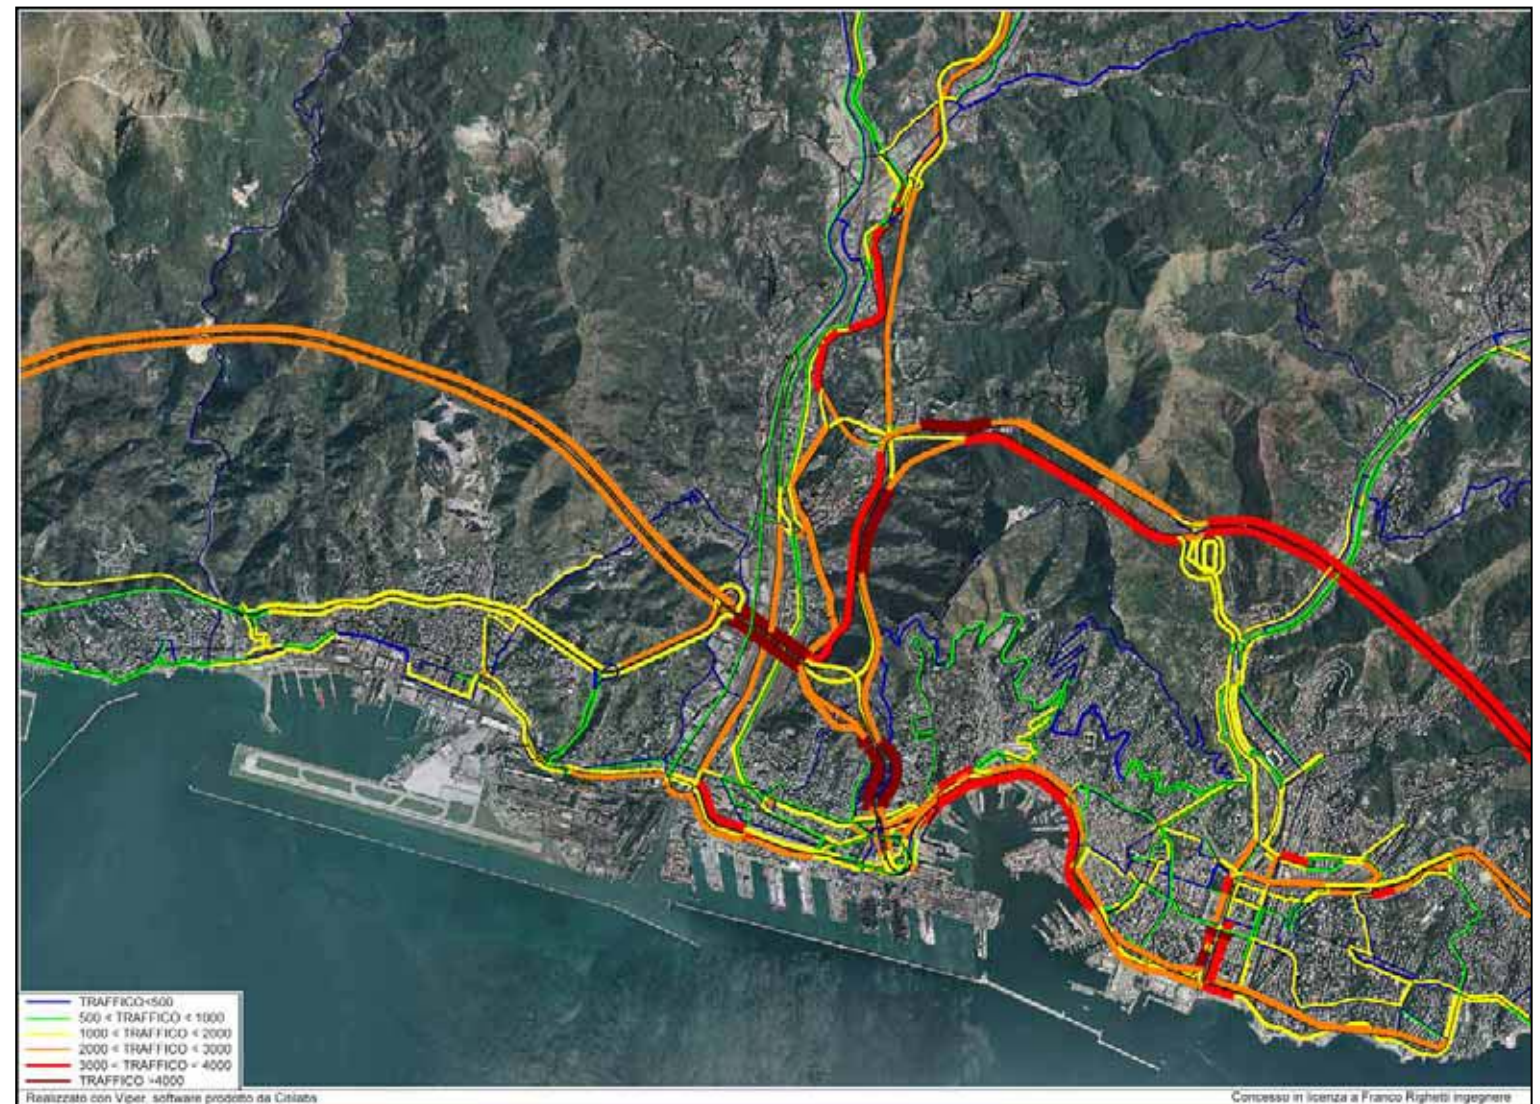 TRAFFICO<500
500 < TRAFFICO < 1000
1000 < TRAFFICO < 2000
2000 < TRAFFICO < 3000
3000 < TRAFFICO < 4000
TRAFFICO >4000
Realizzato con Viper, software prodotto da Citilabs
Concesso in licenza a Franco Righetti ingegnere